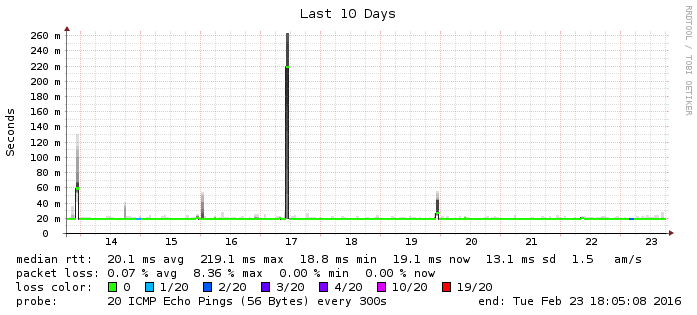 Last 10 Days
RRDTOOL / TOBI OETIKER
Seconds
260 m
240 m
220 m
200 m
180 m
160 m
140 m
120 m
100 m
80 m
60 m
40 m
20 m
0
14 15 16 17 18 19 20 21 22 23
median rtt: 20.1 ms avg 219.1 ms max 18.8 ms min 19.1 ms now 13.1 ms sd 1.5 am/s
packet loss: 0.07 % avg 8.36 % max 0.00 % min 0.00 % now
loss color: 0 1/20 2/20 3/20 4/20 10/20 19/20
probe: 20 ICMP Echo Pings (56 Bytes) every 300s end: Tue Feb 23 18:05:08 2016